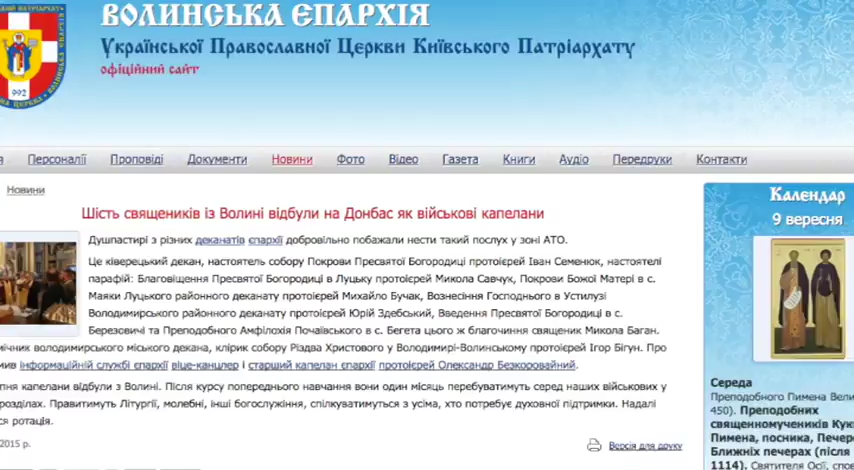 ВОЛИНСЬКА ЄПАРХІЯ
Української Православної Церкви Київського Патріархату
офіційний сайт
992
Персоналії Проповіді Документи Новини Фото Відео Газета Книги Аудіо Передруки Контакти
Новини
Шість священиків із Волині відбули на Донбас як військові капелани
Душпастирі з різних деканатів єпархії добровільно побажали нести такий послух у зоні АТО.
Це ківерецький декан, настоятель собору Покрови Пресвятої Богородиці протоієрей Іван Семенюк, настоятелі
парафій: Благовіщення Пресвятої Богородиці в Луцьку протоієрей Микола Савчук, Покрови Божої Матері в с.
Маяки Луцького районного деканату протоієрей Михайло Бучак, Вознесіння Господнього в Устилузі
Володимирського районного деканату протоієрей Юрій Здебський, Введення Пресвятої Богородиці в с.
Березовичі та Преподобного Амфілохія Почаївського в с. Бегета цього ж благочиння священик Микола Баган.
мічник володимирського міського декана, клірик собору Різдва Христового у Володимирі-Волинському протоієрей Ігор Бігун. Про
мив інформаційній службі єпархії віце-канцлер і старший капелан єпархії протоієрей Олександр Безкоровайний.
пня капелани відбули з Волині. Після курсу попереднього навчання вони один місяць перебуватимуть серед наших військових у
розділах. Правитимуть Літургії, молебні, інші богослужіння, спілкуватимуться з усіма, хто потребує духовної підтримки. Надалі
ся ротація.
2015 р.
Версія для друку
Календар
9 вересня
Середа
Преподобного Пимена Вели
450). Преподобних
священномучеників Кук
Пимена, посника, Печер
Ближніх печерах (після
1114). Святителя Осії, спо